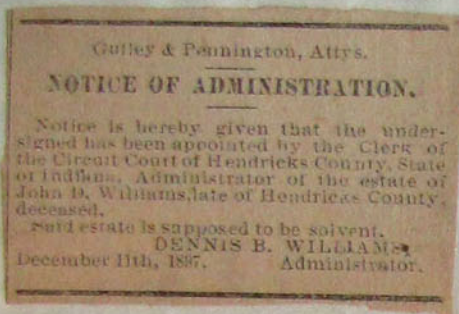 Gulley & Pennington, Attys.
NOTICE OF ADMINISTRATION.
Notice is hereby given that the under-
signed has been appointed by the Clerk of
the Circuit Court of Hendricks County, State
of Indiana, Administrator of the estate of
John D. Williams, late of Hendricks County,
deceased.
Said estate is supposed to be solvent.
DENNIS B. WILLIAMS,
December 11th, 1897. Administrator.